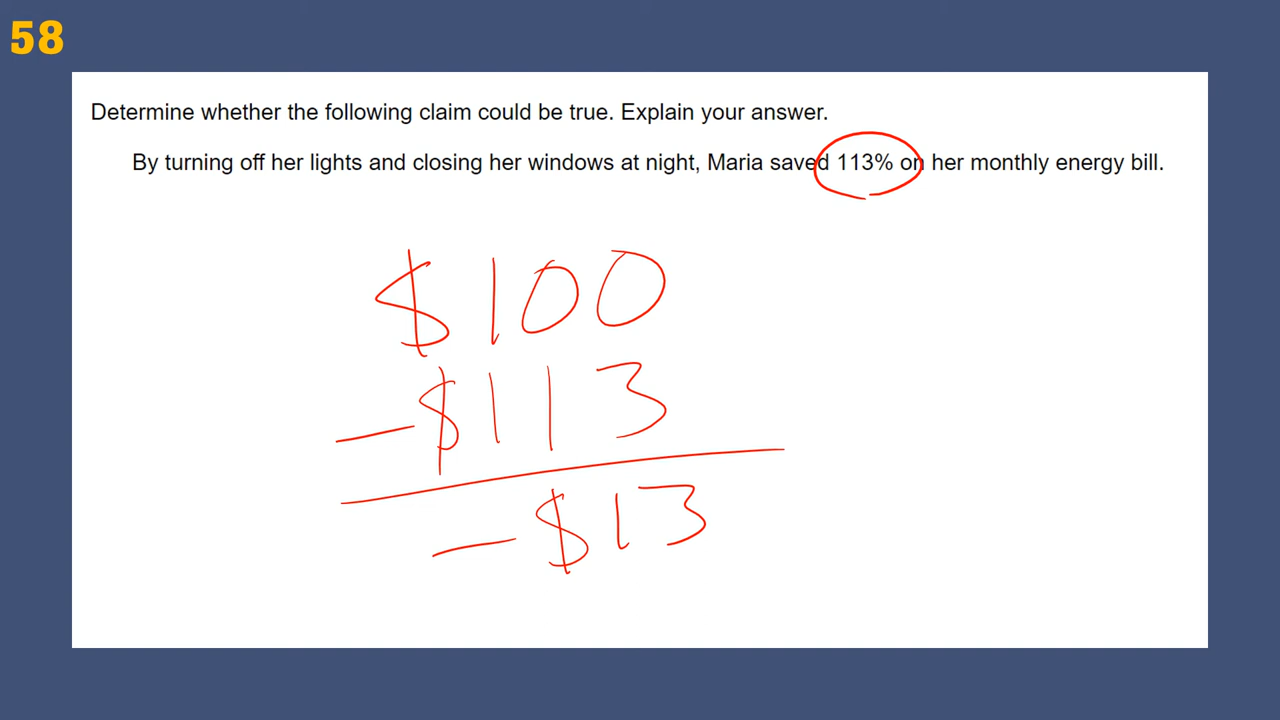 58
Determine whether the following claim could be true. Explain your answer.
By turning off her lights and closing her windows at night, Maria saved 113% on her monthly energy bill.
$100
- $113
- $13